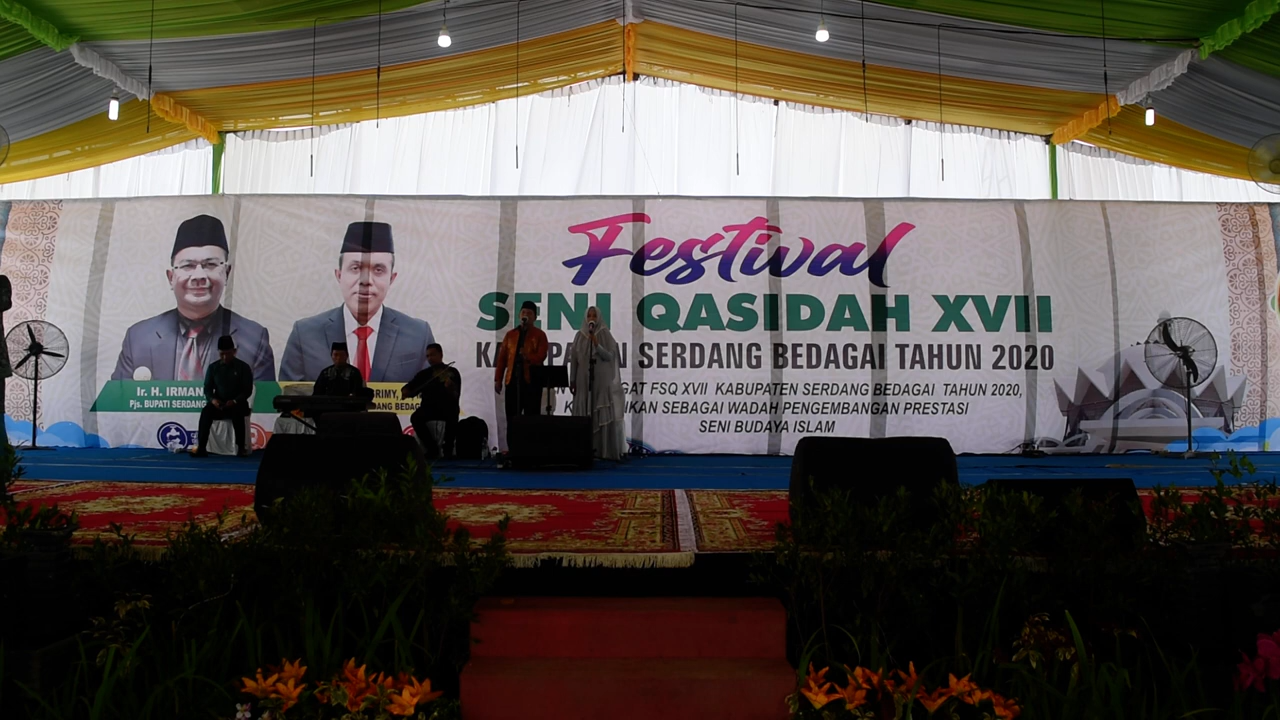 Festival
SENI QASIDAH XVII
SERDANG BEDAGAI TAHUN 2020
FSQ XVII KABUPATEN SERDANG BEDAGAI TAHUN 2020,
SEBAGAI WADAH PENGEMBANGAN PRESTASI
SENI BUDAYA ISLAM
Ir. H. IRMAN,
Pjs. BUPATI SERDANG